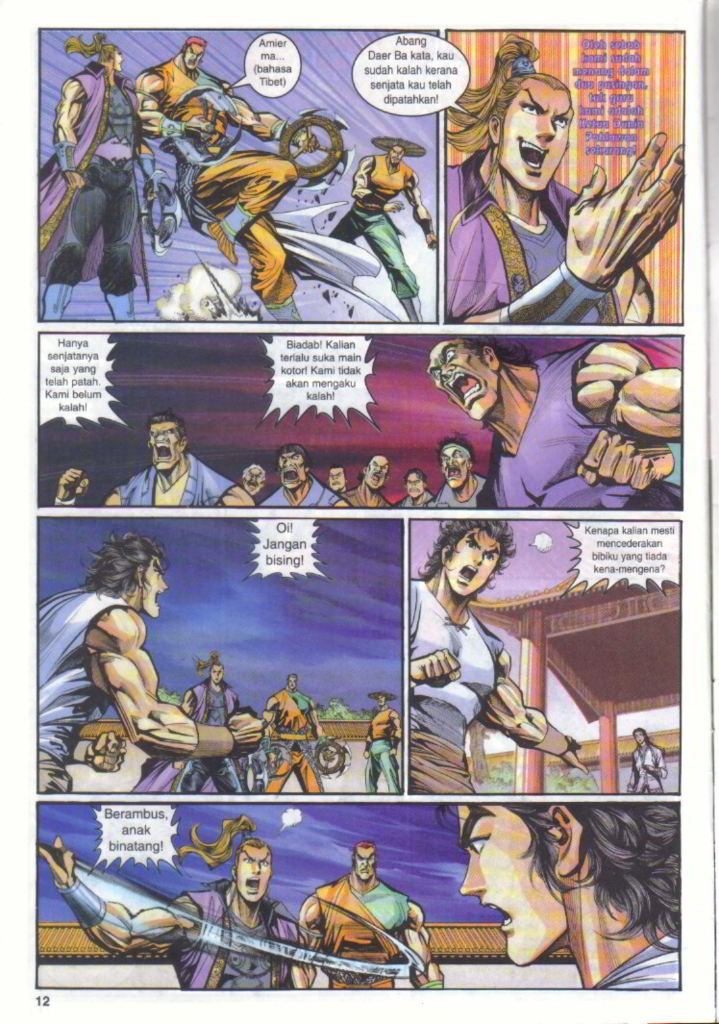 Amier
ma...
(bahasa
Tibet)
Abang
Daer Ba kata, kau
sudah kalah kerana
senjata kau telah
dipatahkan!
Oleh sebab
kami sudah
menang dalam
dua pusingan,
tuk guru
kami adalah
Ketua Dunia
Pahlawan
sekarang!
Hanya
senjatanya
saja yang
telah patah.
Kami belum
kalah!
Biadab! Kalian
terlalu suka main
kotor! Kami tidak
akan mengaku
kalah!
Oi!
Jangan
bising!
Kenapa kalian mesti
mencederakan
bibiku yang tiada
kena-mengena?
Berambus,
anak
binatang!
12